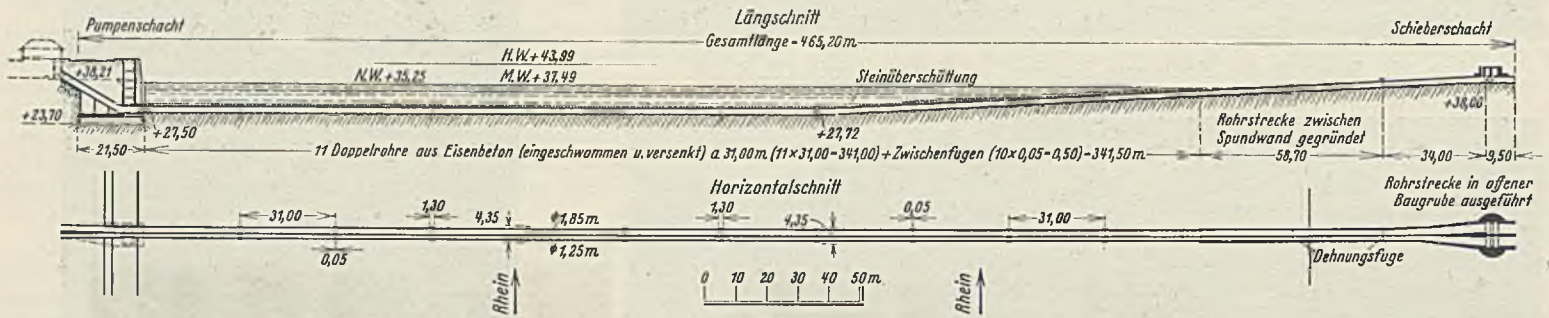 Längschnitt
Pumpenschacht
Schieberschacht
Gesamtlänge = 465,20 m
H.W. + 43,99
N.W. + 35,25
M.W. + 37,49
Steinüberschüttung
+38,21
+23,70
+27,50
+27,72
+38,00
Rohrstrecke zwischen
Spundwand gegründet
21,50
11 Doppelrohre aus Eisenbeton (eingeschwommen u. versenkt) a 31,00 m (11×31,00=341,00) + Zwischenfugen (10×0,05=0,50)=341,50 m
58,70
34,00
9,50
Horizontalschnitt
Rohrstrecke in offener
Baugrube ausgeführt
31,00
1,30
4,35
ϕ 1,85 m
1,30
4,35
0,05
31,00
0,05
ϕ 1,25 m
Dehnungsfuge
Rhein
0 10 20 30 40 50 m
Rhein